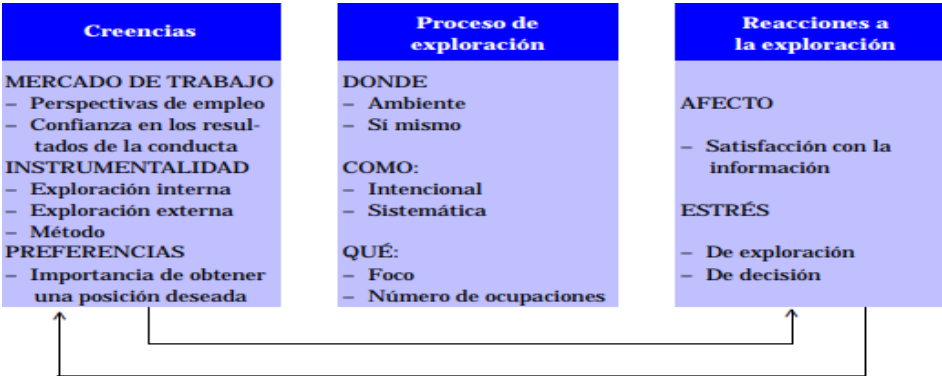 Creencias
MERCADO DE TRABAJO
– Perspectivas de empleo
– Confianza en los resul-
tados de la conducta
INSTRUMENTALIDAD
– Exploración interna
– Exploración externa
– Método
PREFERENCIAS
– Importancia de obtener
una posición deseada
Proceso de
exploración
DONDE
– Ambiente
– Sí mismo
COMO:
– Intencional
– Sistemática
QUÉ:
– Foco
– Número de ocupaciones
Reacciones a
la exploración
AFECTO
– Satisfacción con la
información
ESTRÉS
– De exploración
– De decisión